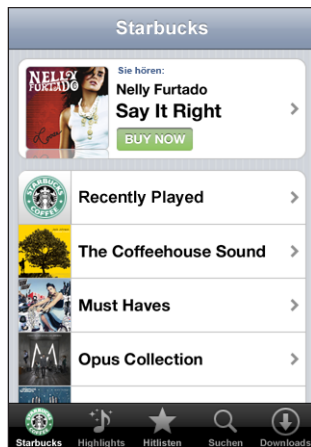 Starbucks
NELLY
FURTADO
Loose
Sie hören:
Nelly Furtado
Say It Right
BUY NOW
STARBUCKS
COFFEE
Recently Played
The Coffeehouse Sound
Must Haves
Opus Collection
Starbucks Highlights Hitlisten Suchen Downloads